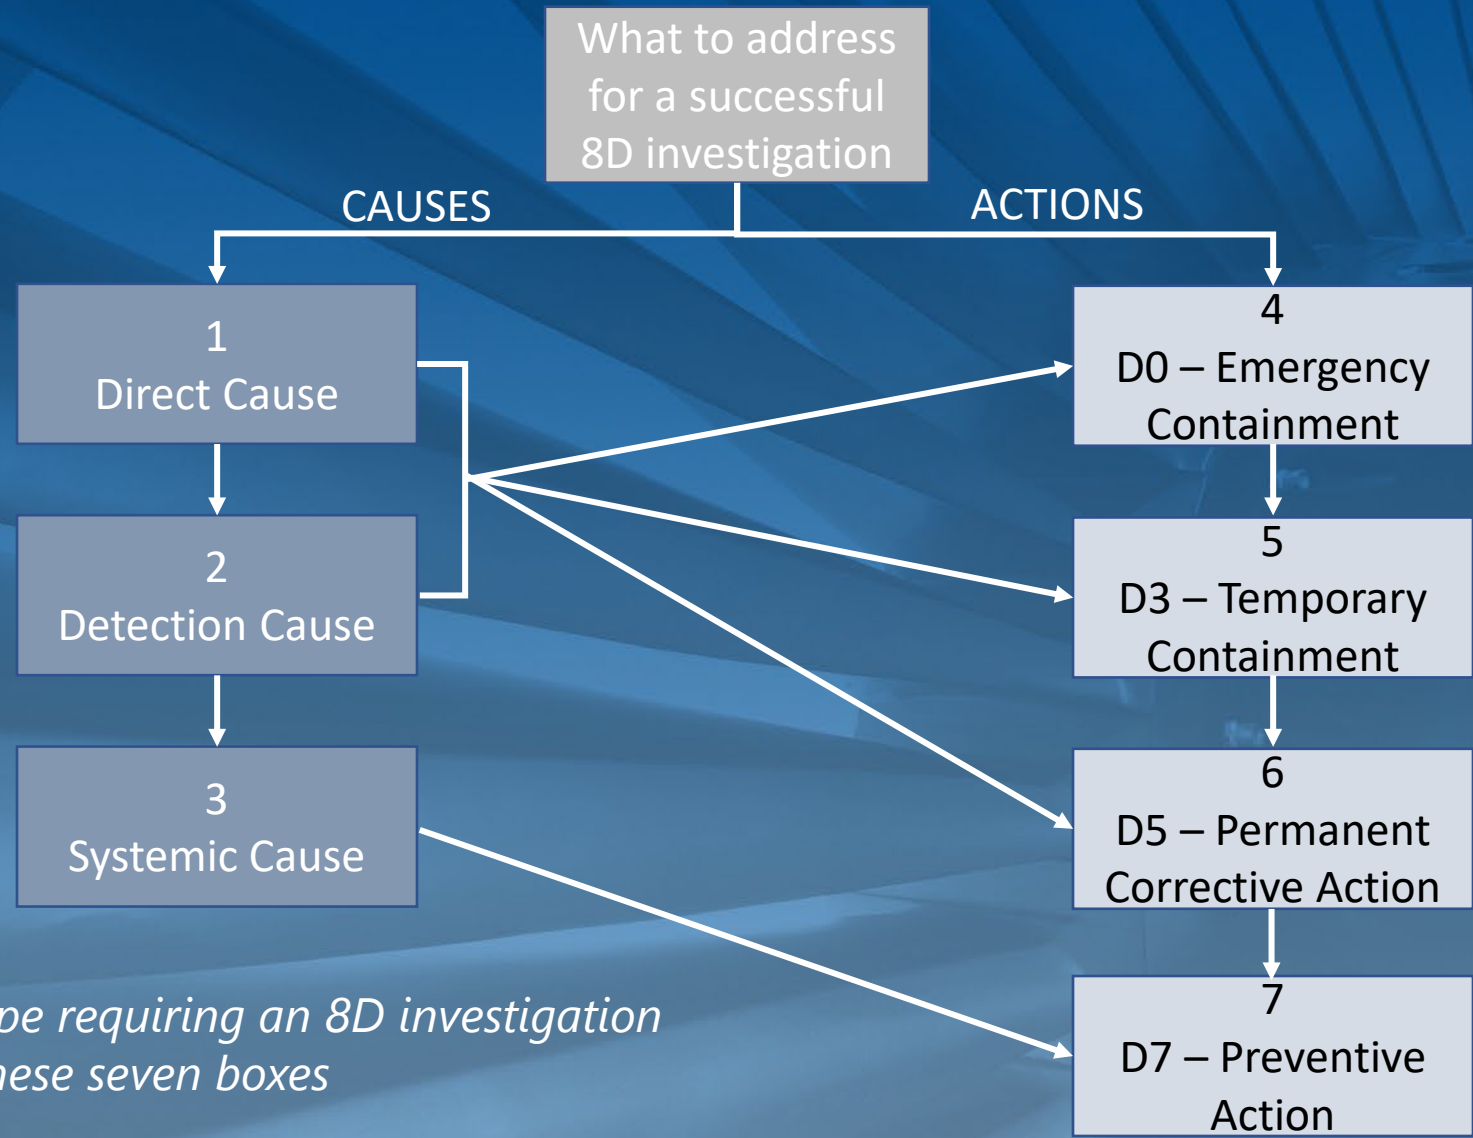 What to address
for a successful
8D investigation
CAUSES
ACTIONS
1
Direct Cause
2
Detection Cause
3
Systemic Cause
4
D0 – Emergency
Containment
5
D3 – Temporary
Containment
6
D5 – Permanent
Corrective Action
7
D7 – Preventive
Action
requiring an 8D investigation
seven boxes